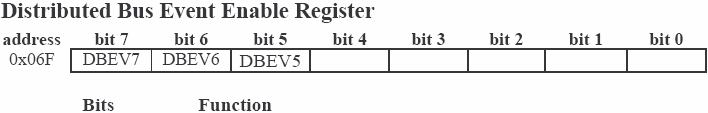 Distributed Bus Event Enable Register
address bit 7 bit 6 bit 5 bit 4 bit 3 bit 2 bit 1 bit 0
0x06F DBEV7 DBEV6 DBEV5
Bits Function